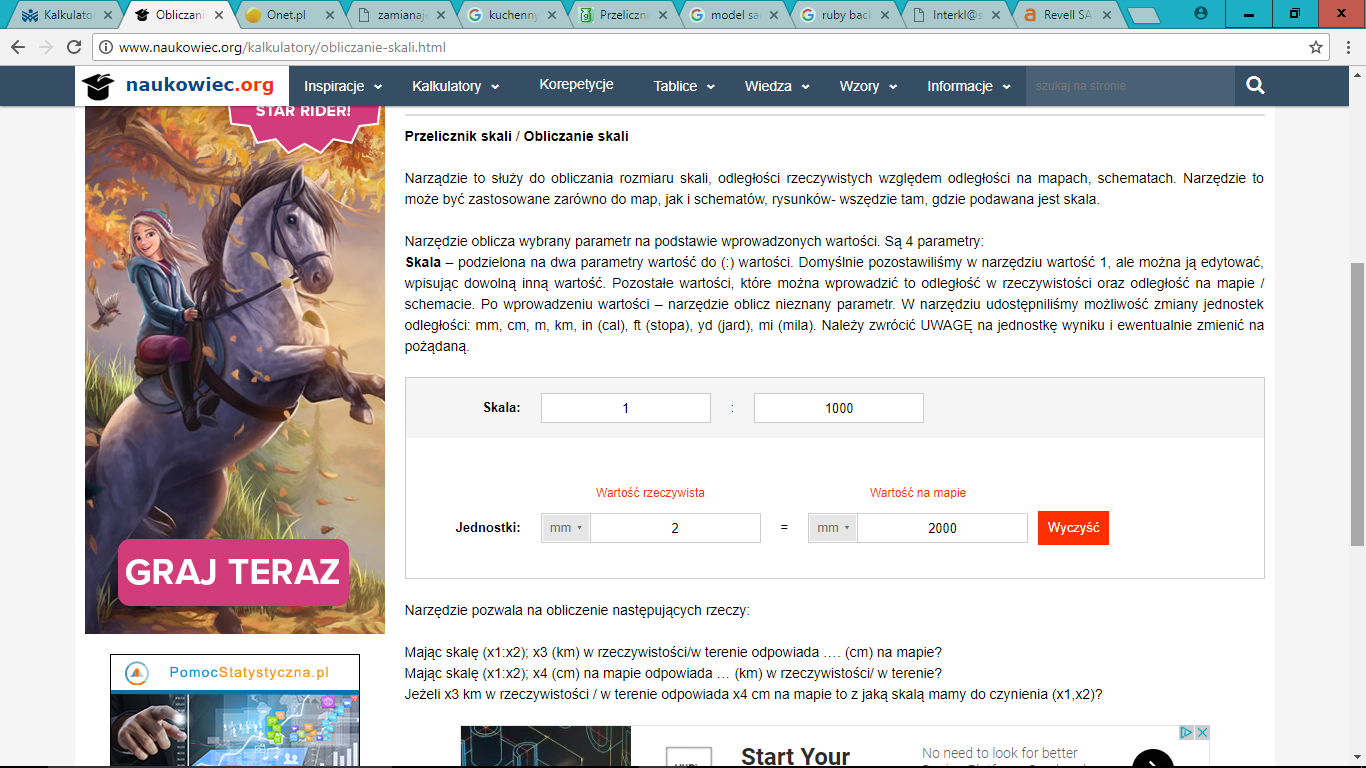 Kalkulato
Obliczani
Onet.pl
zamianaj
kuchenny
Przeliczni
model sa
ruby back
Interkl@s
Revell SA
www.naukowiec.org/kalkulatory/obliczanie-skali.html
naukowiec.org
Inspiracje
Kalkulatory
Korepetycje
Tablice
Wiedza
Wzory
Informacje
szukaj na stronie
STAR RIDER!
GRAJ TERAZ
PomocStatystyczna.pl
Przelicznik skali / Obliczanie skali
Narządzie to służy do obliczania rozmiaru skali, odległości rzeczywistych względem odległości na mapach, schematach. Narzędzie to
może być zastosowane zarówno do map, jak i schematów, rysunków- wszędzie tam, gdzie podawana jest skala.
Narzędzie oblicza wybrany parametr na podstawie wprowadzonych wartości. Są 4 parametry:
Skala – podzielona na dwa parametry wartość do (:) wartości. Domyślnie pozostawiliśmy w narzędziu wartość 1, ale można ją edytować,
wpisując dowolną inną wartość. Pozostałe wartości, które można wprowadzić to odległość w rzeczywistości oraz odległość na mapie /
schemacie. Po wprowadzeniu wartości – narzędzie oblicz nieznany parametr. W narzędziu udostępniliśmy możliwość zmiany jednostek
odległości: mm, cm, m, km, in (cal), ft (stopa), yd (jard), mi (mila). Należy zwrócić UWAGĘ na jednostkę wyniku i ewentualnie zmienić na
pożądaną.
Skala: 1 : 1000
Wartość rzeczywista Wartość na mapie
Jednostki: mm 2 = mm 2000 Wyczyść
Narzędzie pozwala na obliczenie następujących rzeczy:
Mając skalę (x1:x2); x3 (km) w rzeczywistości/w terenie odpowiada …. (cm) na mapie?
Mając skalę (x1:x2); x4 (cm) na mapie odpowiada … (km) w rzeczywistości/ w terenie?
Jeżeli x3 km w rzeczywistości / w terenie odpowiada x4 cm na mapie to z jaką skalą mamy do czynienia (x1,x2)?
Start Your
No need to look for better